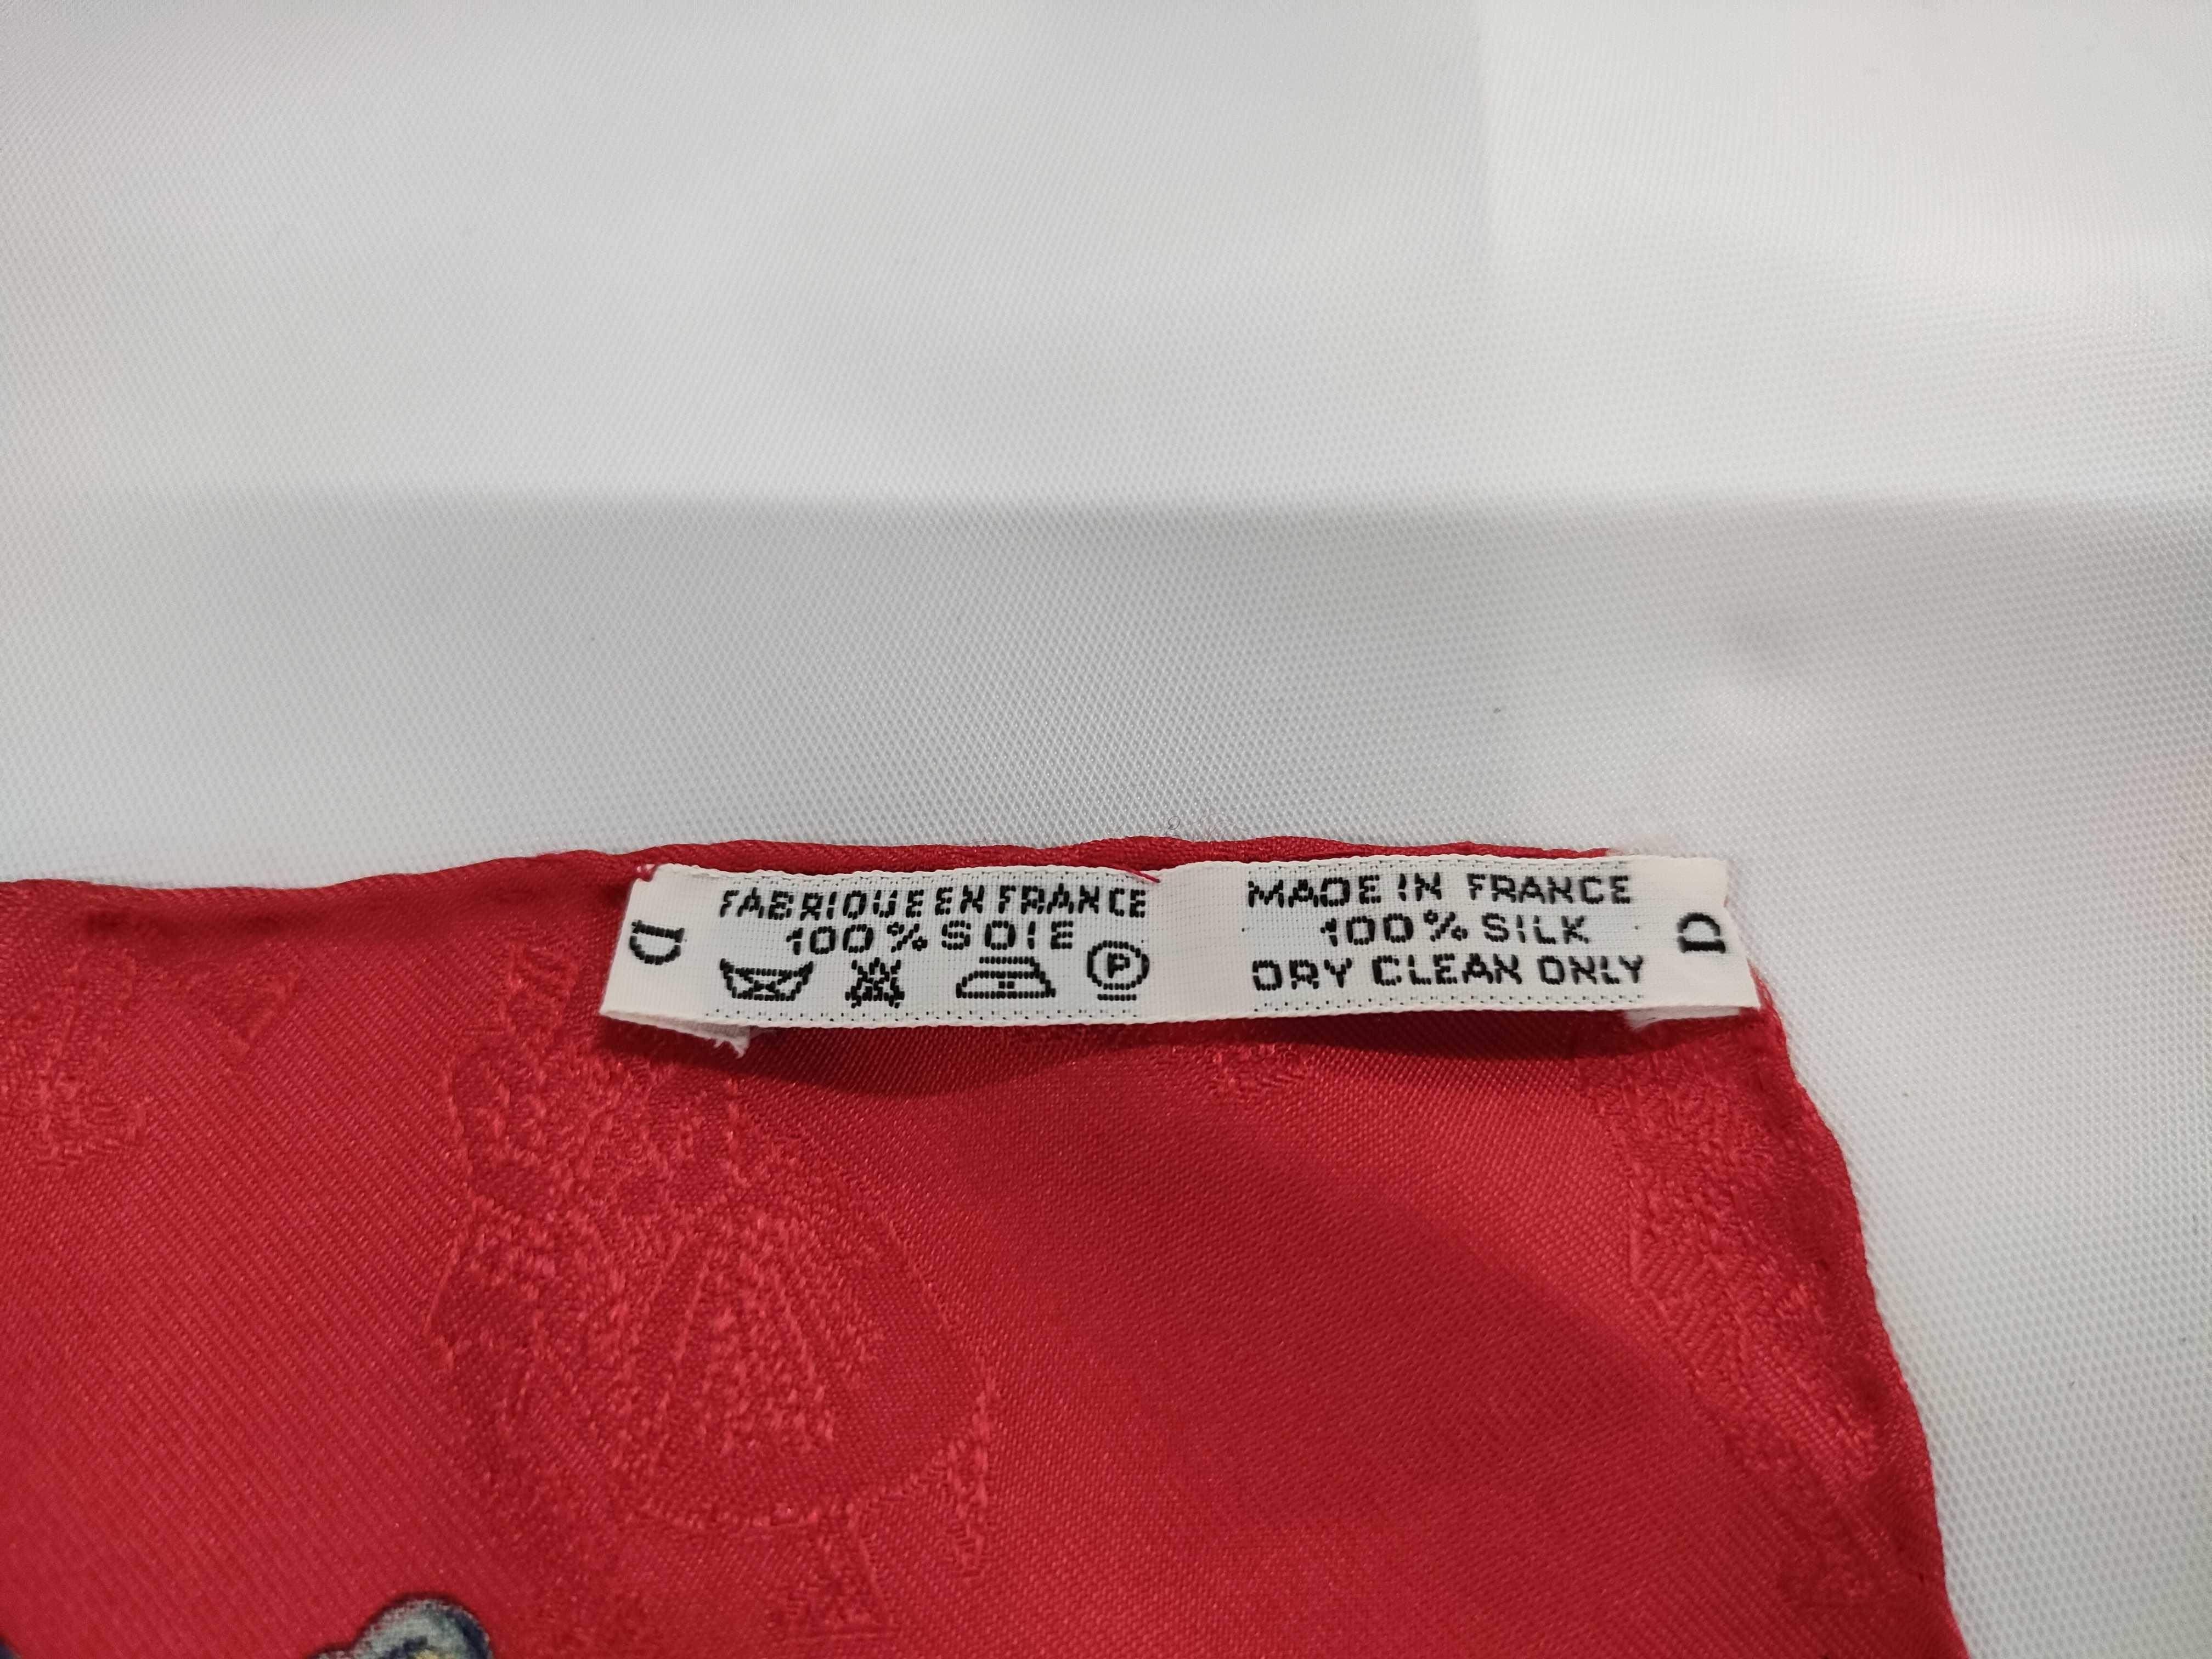 D
FABRIQUE EN FRANCE
100% SOIE
P
MADE IN FRANCE
100% SILK
DRY CLEAN ONLY
D